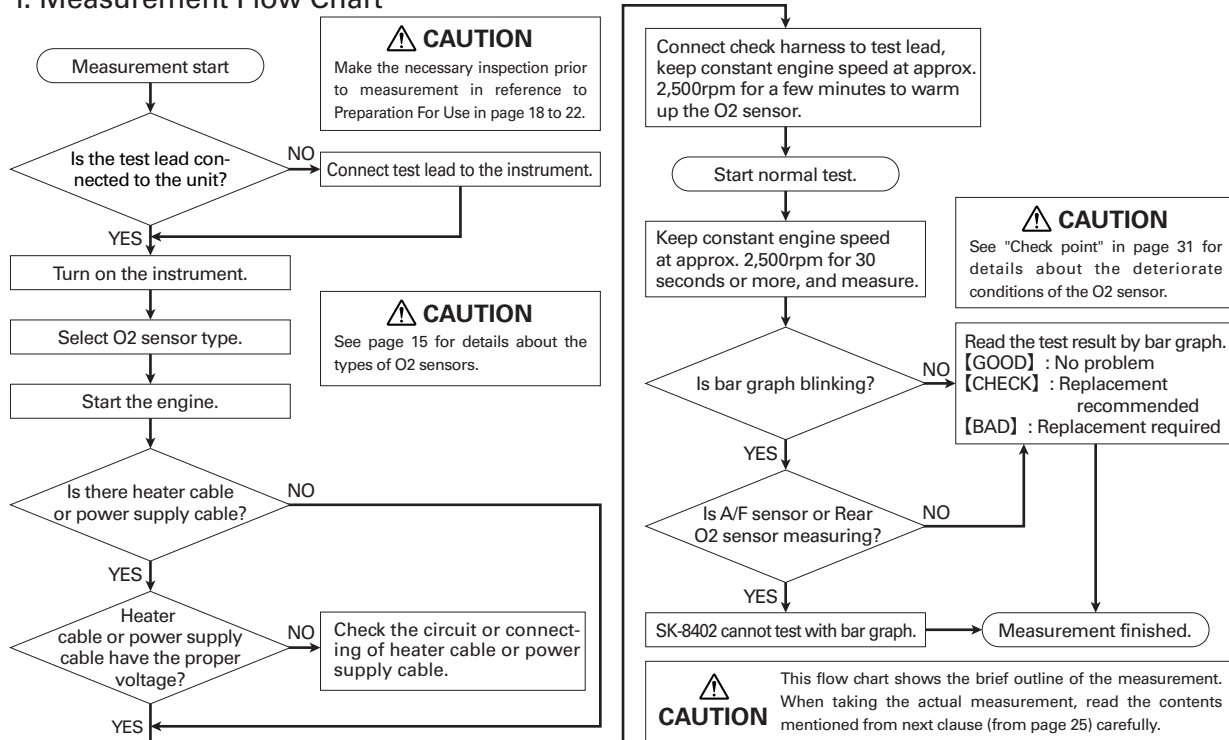 1. Measurement Flow Chart
Measurement start
CAUTION
Make the necessary inspection prior
to measurement in reference to
Preparation For Use in page 18 to 22.
Is the test lead con-
nected to the unit?
NO
Connect test lead to the instrument.
YES
Turn on the instrument.
Select O2 sensor type.
CAUTION
See page 15 for details about the
types of O2 sensors.
Start the engine.
Is there heater cable
or power supply cable?
NO
YES
Heater
cable or power supply
cable have the proper
voltage?
NO
Check the circuit or connect-
ing of heater cable or power
supply cable.
YES
Connect check harness to test lead,
keep constant engine speed at approx.
2,500rpm for a few minutes to warm
up the O2 sensor.
Start normal test.
Keep constant engine speed
at approx. 2,500rpm for 30
seconds or more, and measure.
CAUTION
See "Check point" in page 31 for
details about the deteriorate
conditions of the O2 sensor.
Is bar graph blinking?
NO
Read the test result by bar graph.
【GOOD】: No problem
【CHECK】: Replacement
recommended
【BAD】: Replacement required
YES
Is A/F sensor or Rear
O2 sensor measuring?
NO
YES
SK-8402 cannot test with bar graph.
Measurement finished.
CAUTION
This flow chart shows the brief outline of the measurement.
When taking the actual measurement, read the contents
mentioned from next clause (from page 25) carefully.